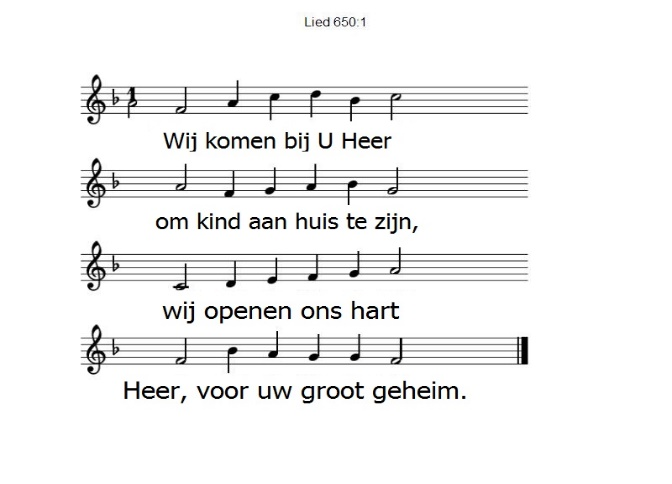 Lied 650:1
1
Wij komen bij U Heer
om kind aan huis te zijn,
wij openen ons hart
Heer, voor uw groot geheim.